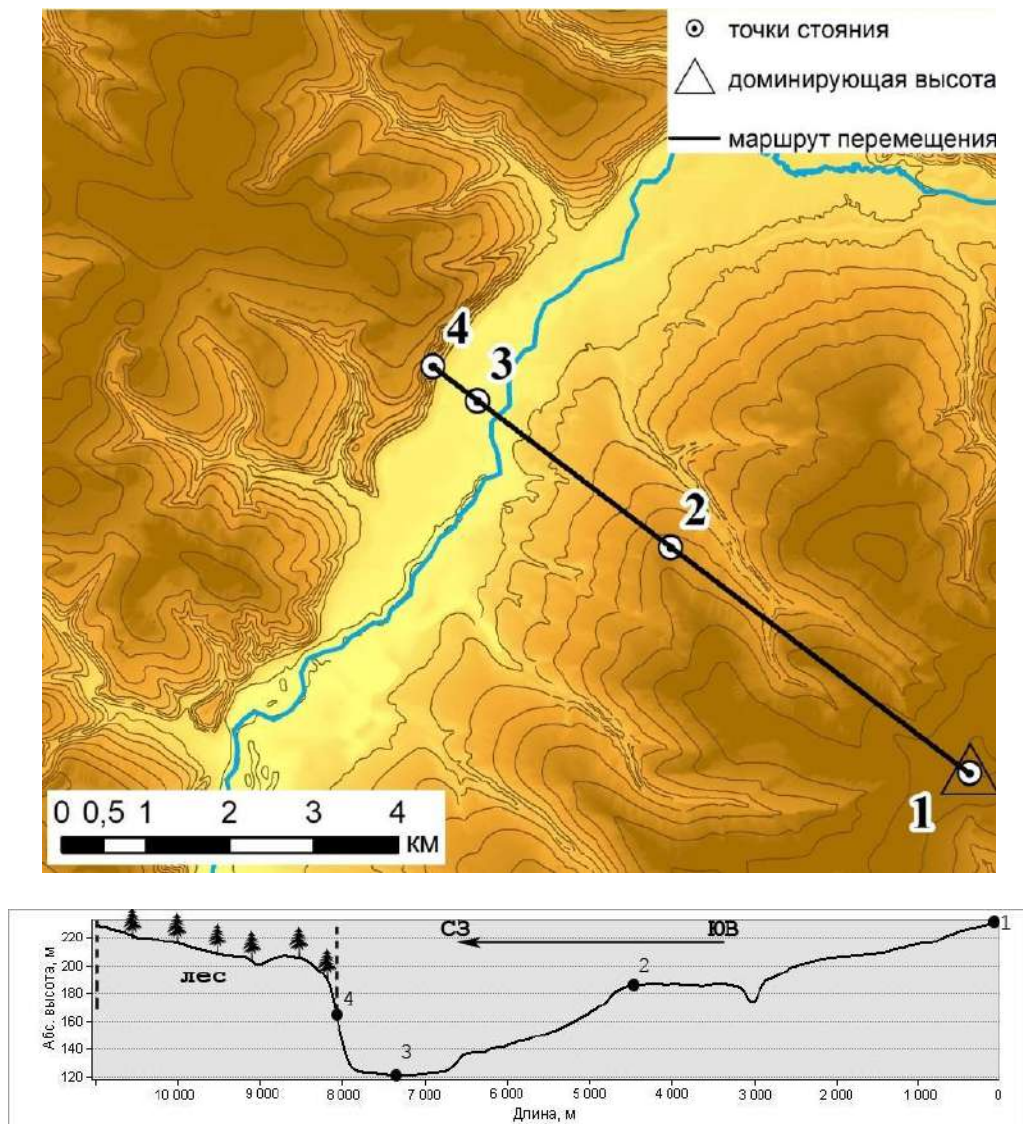 точки стояния
доминирующая высота
маршрут перемещения
4
3
2
1
0 0,5 1 2 3 4
КМ
СЗ ЮВ
1
лес
2
4
3
Абс. высота, м
220
200
180
160
140
120
10 000 9 000 8 000 7 000 6 000 5 000 4 000 3 000 2 000 1 000 0
Длина, м